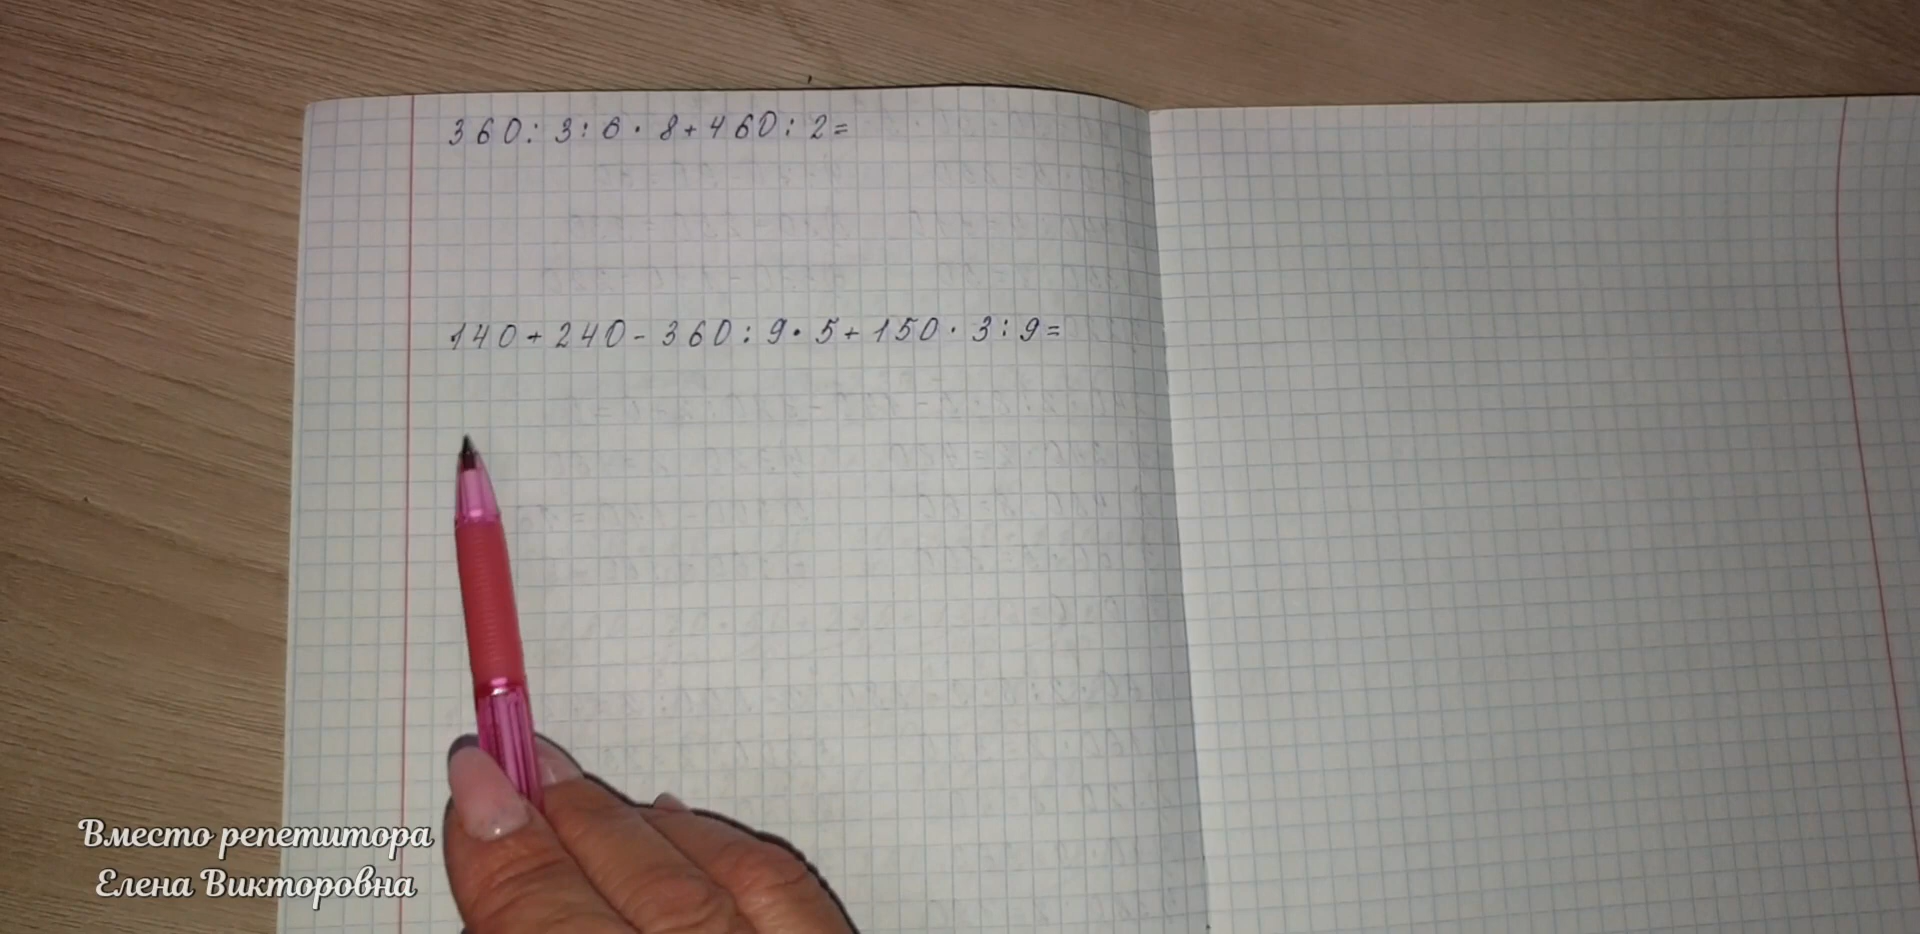 360: 3: 6 · 8+460: 2=
140+240-360:9·5+150·3:9=
Вместо репетитора
Елена Викторовна